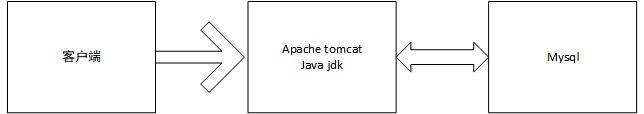 客户端
Apache tomcat
Java jdk
Mysql